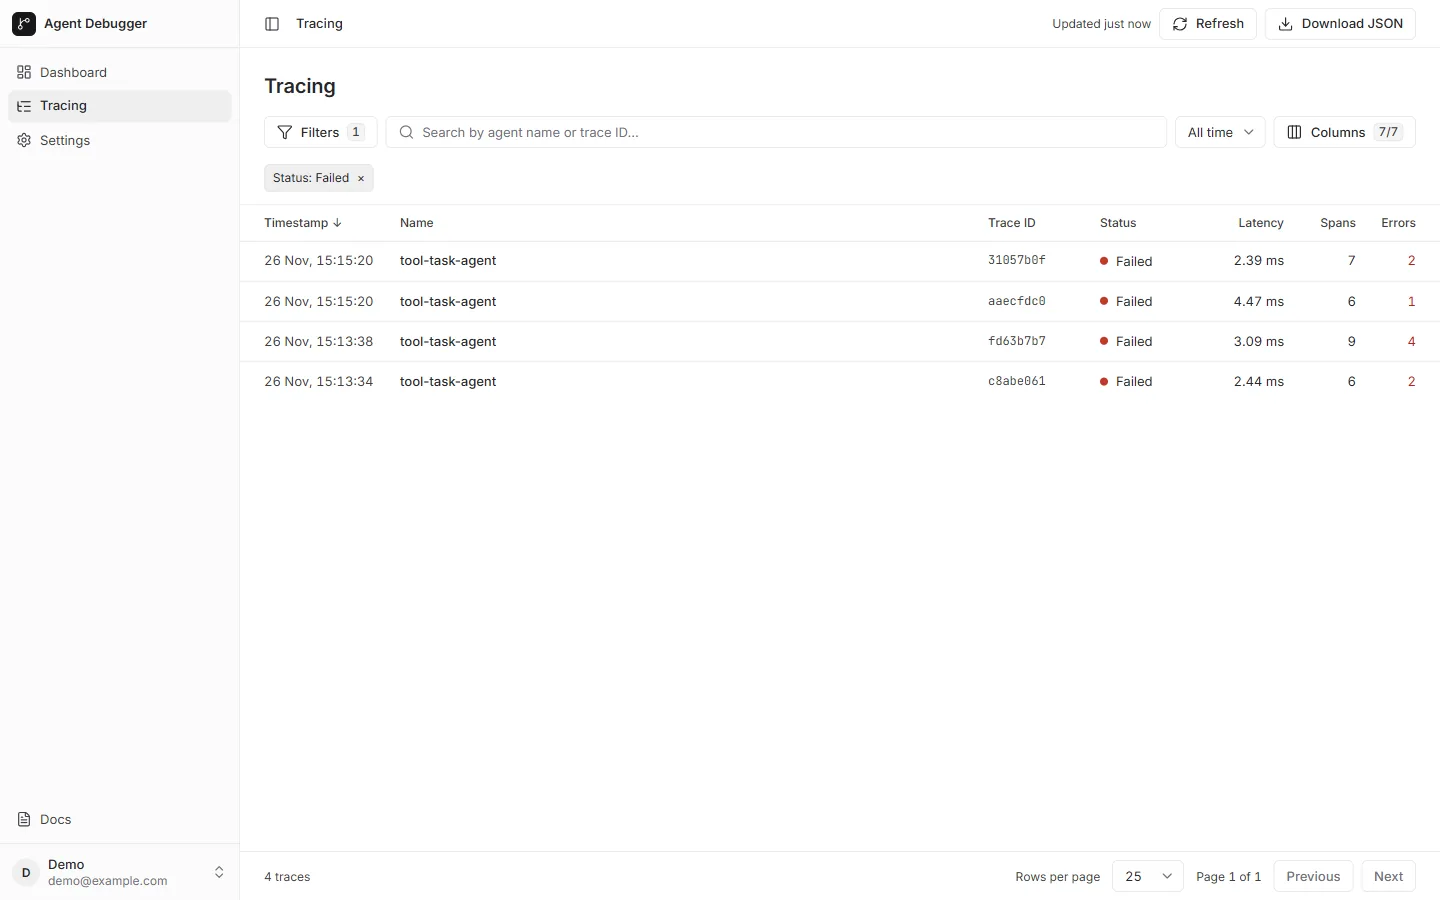 Agent Debugger
Tracing
Updated just now
Refresh
Download JSON
Dashboard
Tracing
Settings
Tracing
Filters 1
Search by agent name or trace ID...
All time
Columns 7/7
Status: Failed ×
Timestamp ↓ Name Trace ID Status Latency Spans Errors
26 Nov, 15:15:20 tool-task-agent 31057b0f Failed 2.39 ms 7 2
26 Nov, 15:15:20 tool-task-agent aaecfdc0 Failed 4.47 ms 6 1
26 Nov, 15:13:38 tool-task-agent fd63b7b7 Failed 3.09 ms 9 4
26 Nov, 15:13:34 tool-task-agent c8abe061 Failed 2.44 ms 6 2
Docs
D
Demo
demo@example.com
4 traces
Rows per page 25
Page 1 of 1
Previous
Next